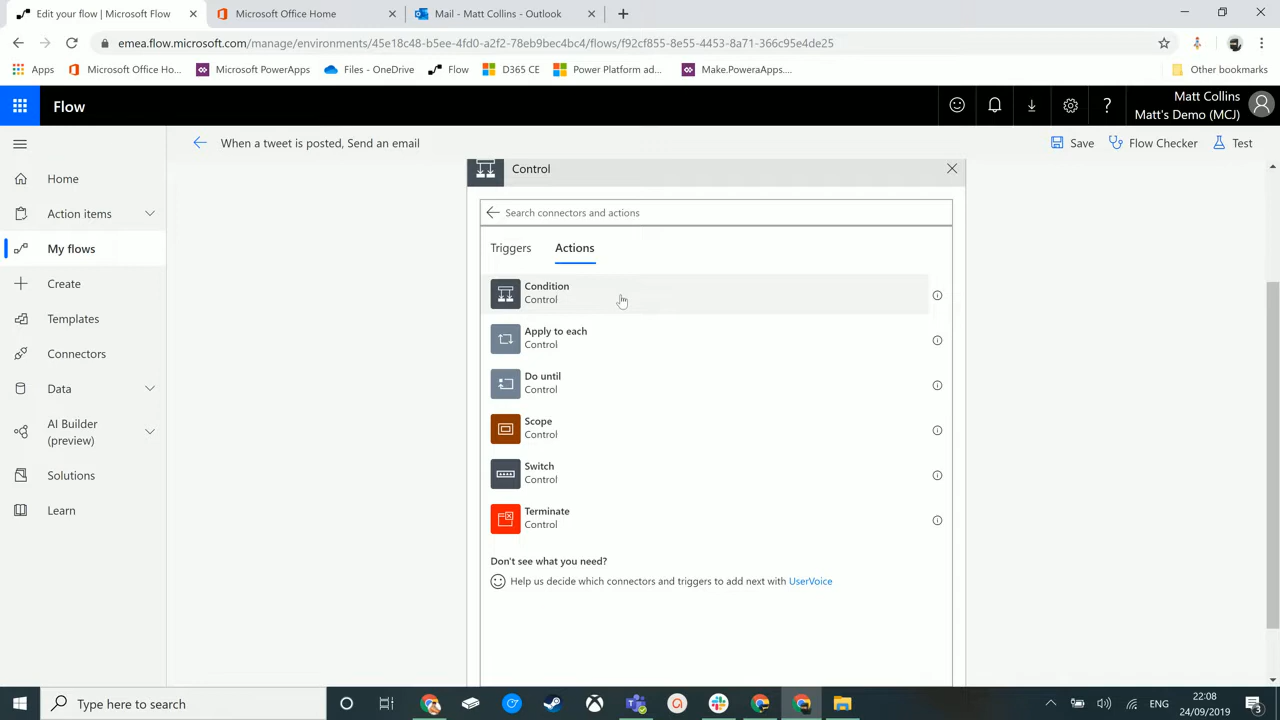 Edit your flow | Microsoft Flow
Microsoft Office Home
Mail - Matt Collins - Outlook
emea.flow.microsoft.com/manage/environments/45e18c48-b5ee-4fd0-a2f2-78eb9bec4bc4/flows/f92cf855-8e55-4453-8a71-366c95e4de25
Apps
Microsoft Office Ho...
Microsoft PowerApps
Files - OneDrive
Flow
D365 CE
Power Platform ad...
Make.PoweraApps....
Other bookmarks
Flow
?
Matt Collins
Matt's Demo (MCJ)
When a tweet is posted, Send an email
Save
Flow Checker
Test
Home
Action items
My flows
Create
Templates
Connectors
Data
AI Builder
(preview)
Solutions
Learn
Control
Search connectors and actions
Triggers
Actions
Condition
Control
Apply to each
Control
Do until
Control
Scope
Control
Switch
Control
Terminate
Control
Don't see what you need?
Help us decide which connectors and triggers to add next with UserVoice
Type here to search
ENG
22:08
24/09/2019
3